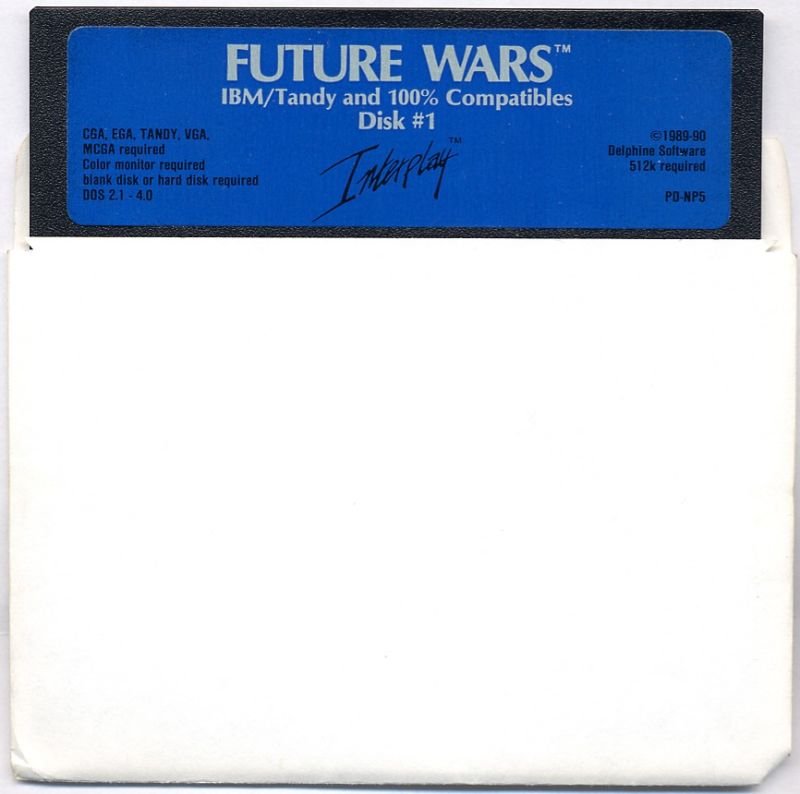 FUTURE WARS™
IBM/Tandy and 100% Compatibles
Disk #1
CGA, EGA, TANDY, VGA,
MCGA required
Color monitor required
blank disk or hard disk required
DOS 2.1 - 4.0
Interplay™
©1989-90
Delphine Software
512k required
PD-NP5